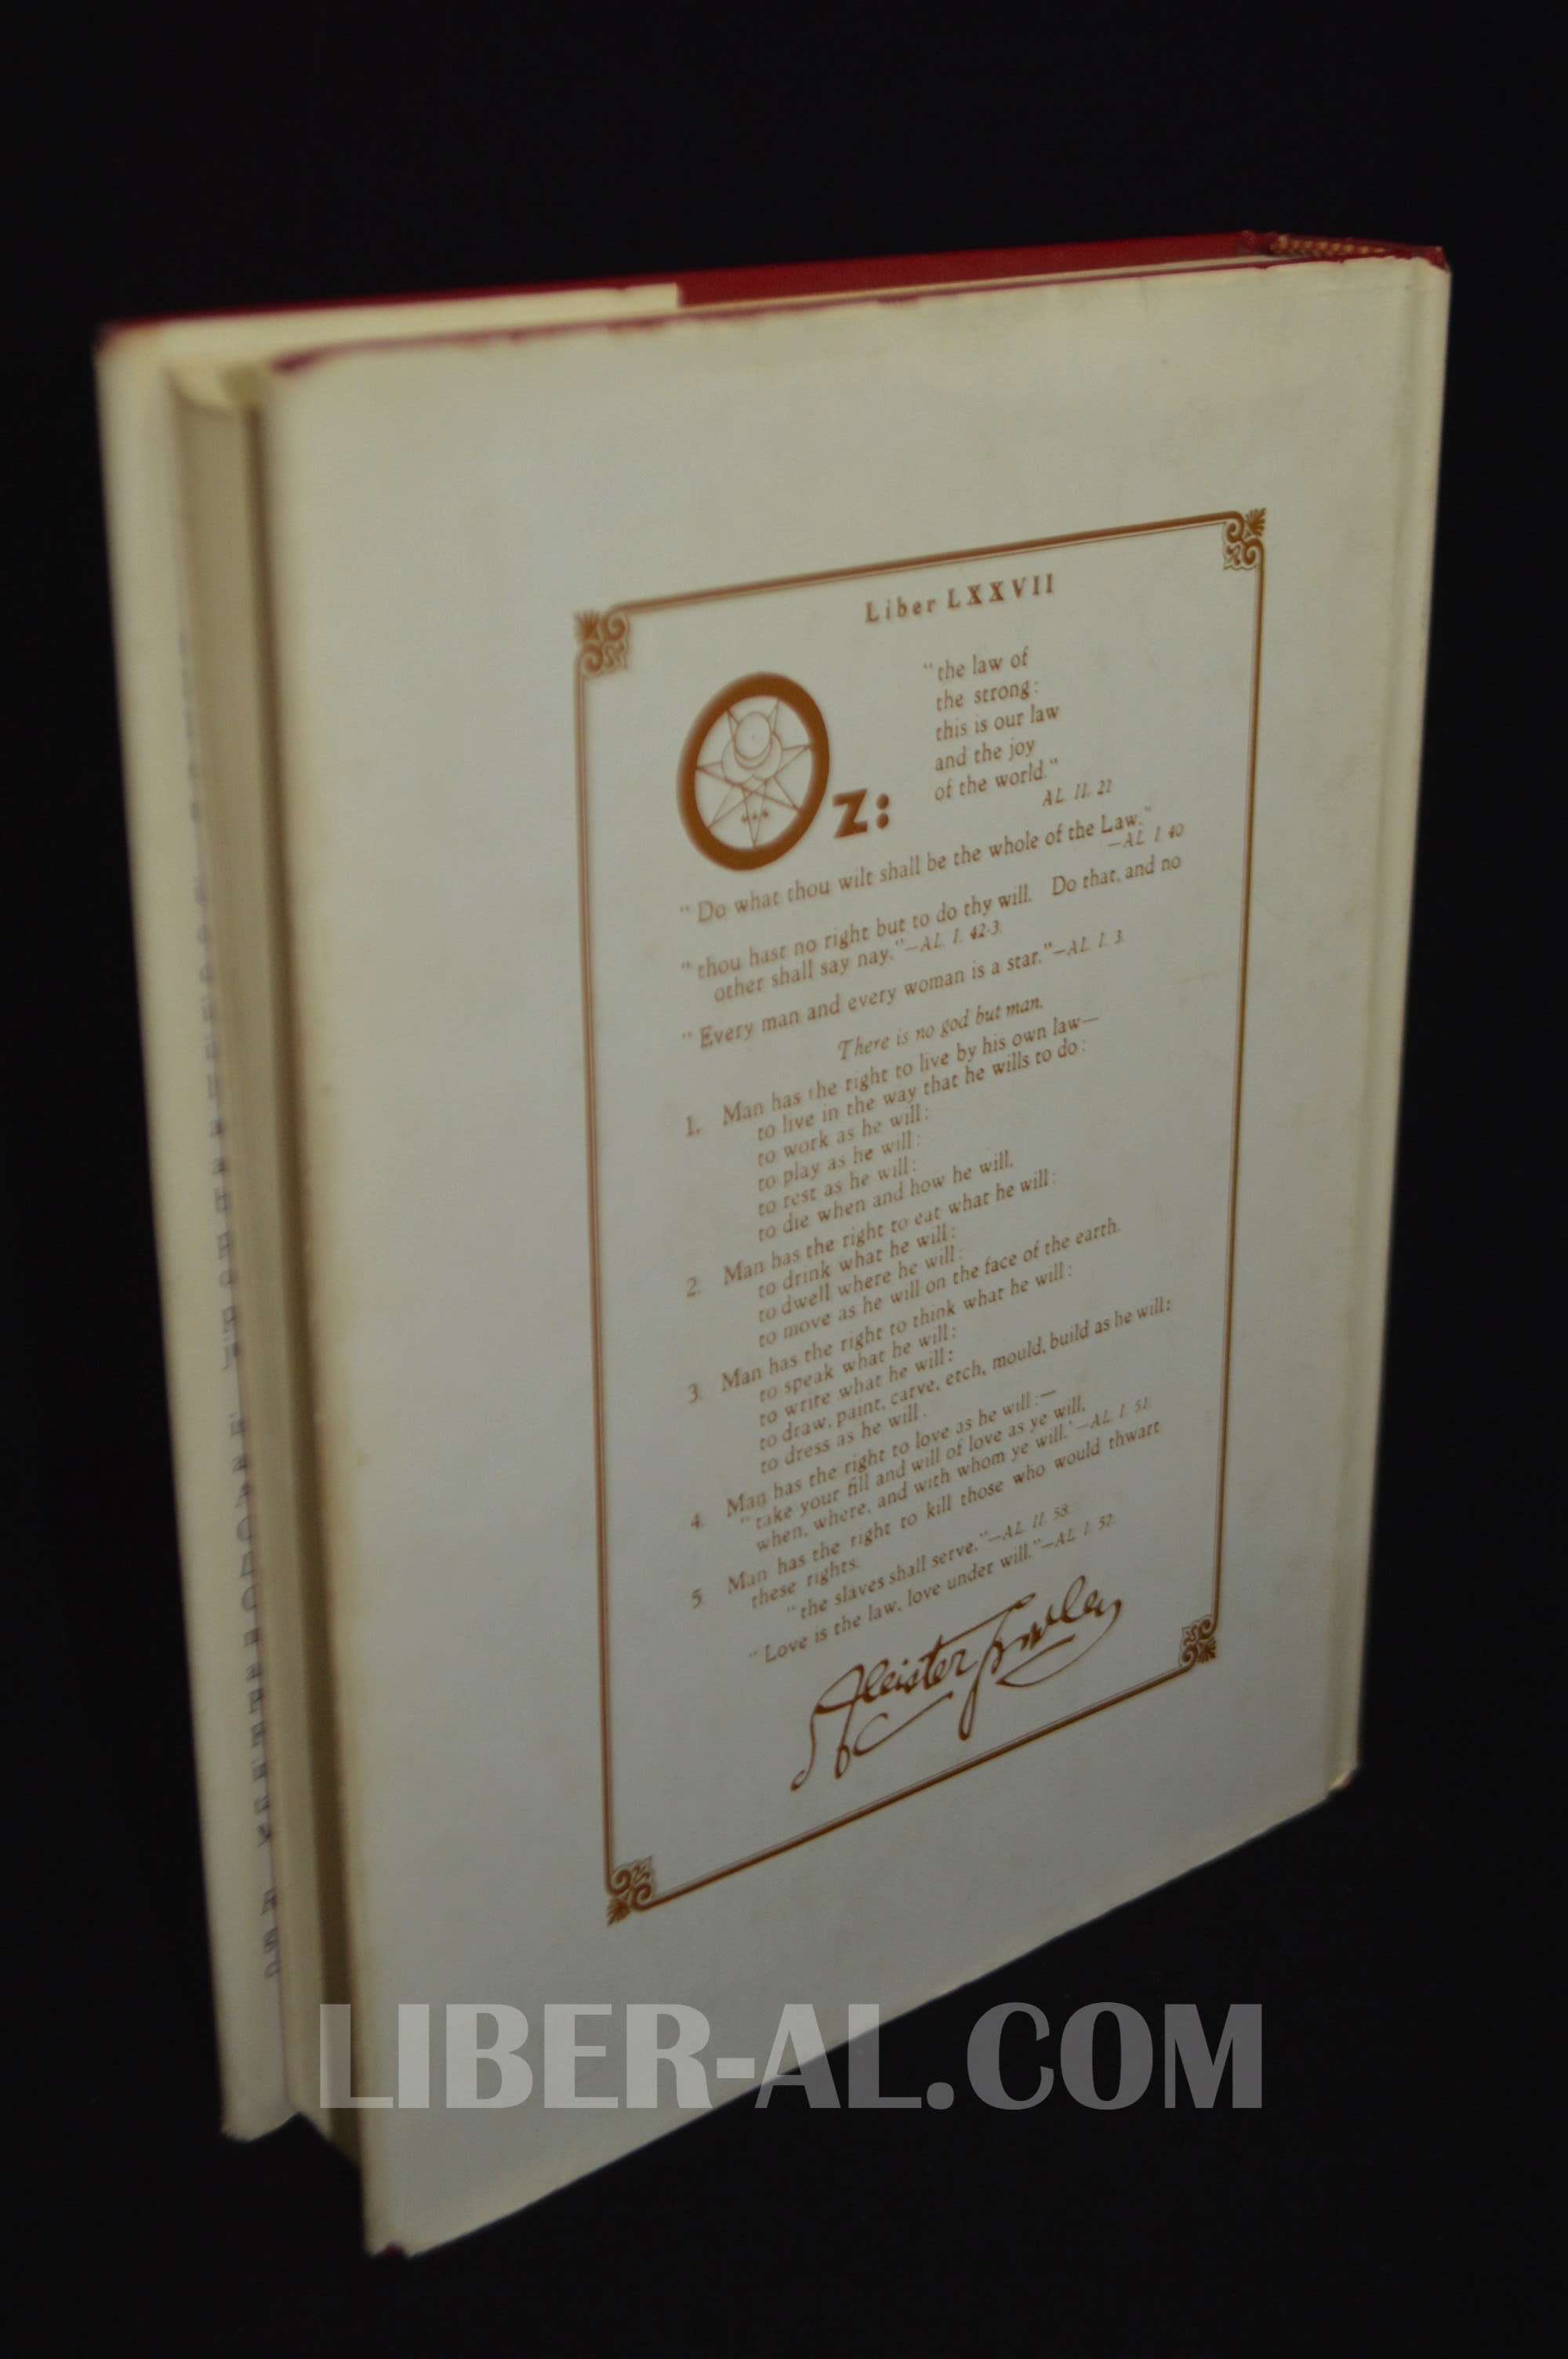 Liber LXXVII
"the law of
the strong:
this is our law
and the joy
of the world."
AL. II. 21
Oz:
"Do what thou wilt shall be the whole of the Law."
—AL. I. 40
"thou hast no right but to do thy will. Do that, and no
other shall say nay."—AL. I. 42-3.
"Every man and every woman is a star."—AL. I. 3.
There is no god but man.
1. Man has the right to live by his own law—
to live in the way that he wills to do:
to work as he will:
to play as he will:
to rest as he will:
to die when and how he will.
2. Man has the right to eat what he will:
to drink what he will:
to dwell where he will:
to move as he will on the face of the earth.
3. Man has the right to think what he will:
to speak what he will:
to write what he will:
to draw, paint, carve, etch, mould, build as he will:
to dress as he will.
4. Man has the right to love as he will:—
"take your fill and will of love as ye will,
when, where, and with whom ye will."—AL. I. 51.
5. Man has the right to kill those who would thwart
these rights.
"the slaves shall serve."—AL. II. 58.
"Love is the law, love under will."—AL. I. 57.
Aleister Crowley
LIBER-AL.COM